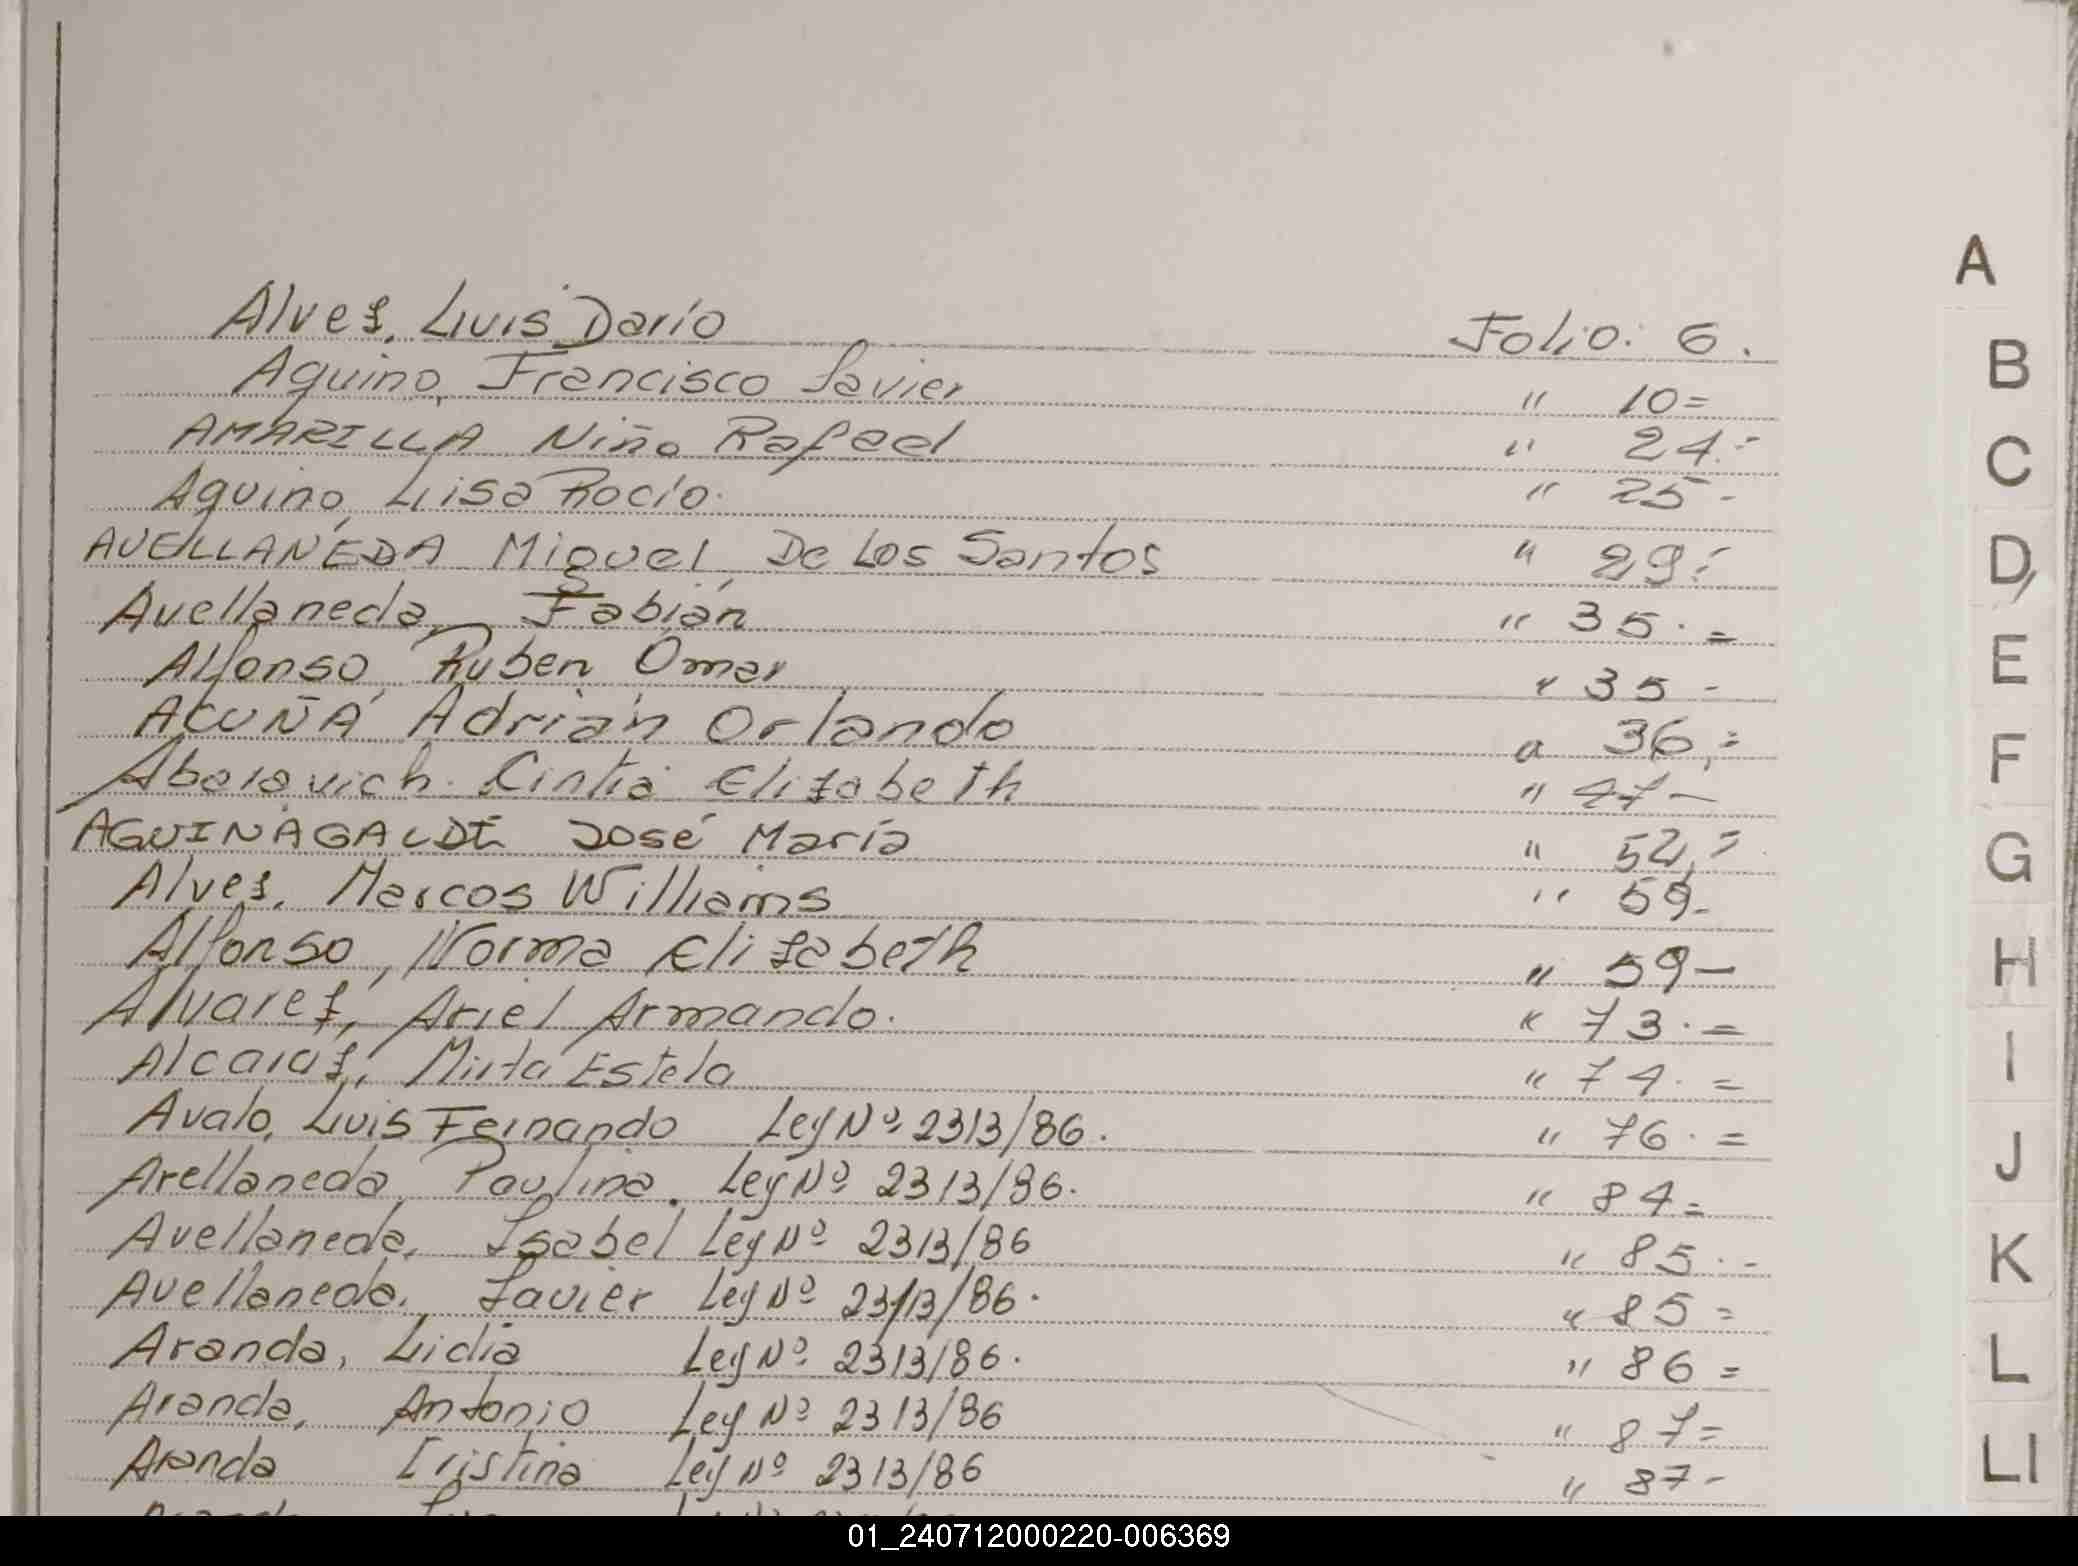 Alvez, Luis Darío Folio: 6.
Aquino, Francisco Javier " 10=
AMARILLA Niño Rafael " 24.=
Aquino, Lisa Rocío. " 25-
AVELLANEDA Miguel, De Los Santos " 29.=
Avellaneda, Fabián " 35.=
Alfonso, Ruben Omar " 35-
ACUÑA Adrián Orlando " 36,=
Abaravich. Cintia Elizabeth " 47-
AGUINAGALDE José María " 52,=
Alvez, Marcos Williams " 59-
Alfonso, Norma Elizabeth " 59-
Alvarez, Ariel Armando. " 73.=
Alcaraz, Mirta Estela " 74.=
Avalo, Luis Fernando Ley Nº 2313/86. " 76.=
Arellaneda, Paulina. Ley Nº 2313/86. " 84=
Avellaneda, Isabel Ley Nº 2313/86 " 85.-
Avellaneda, Javier Ley Nº 2313/86. " 85=
Aranda, Lidia Ley Nº 2313/86. " 86=
Aranda, Antonio Ley Nº 2313/86 " 87=
Aranda Cristina Ley Nº 2313/86 " 87-
A
B
C
D
E
F
G
H
I
J
K
L
Ll
01_240712000220-006369